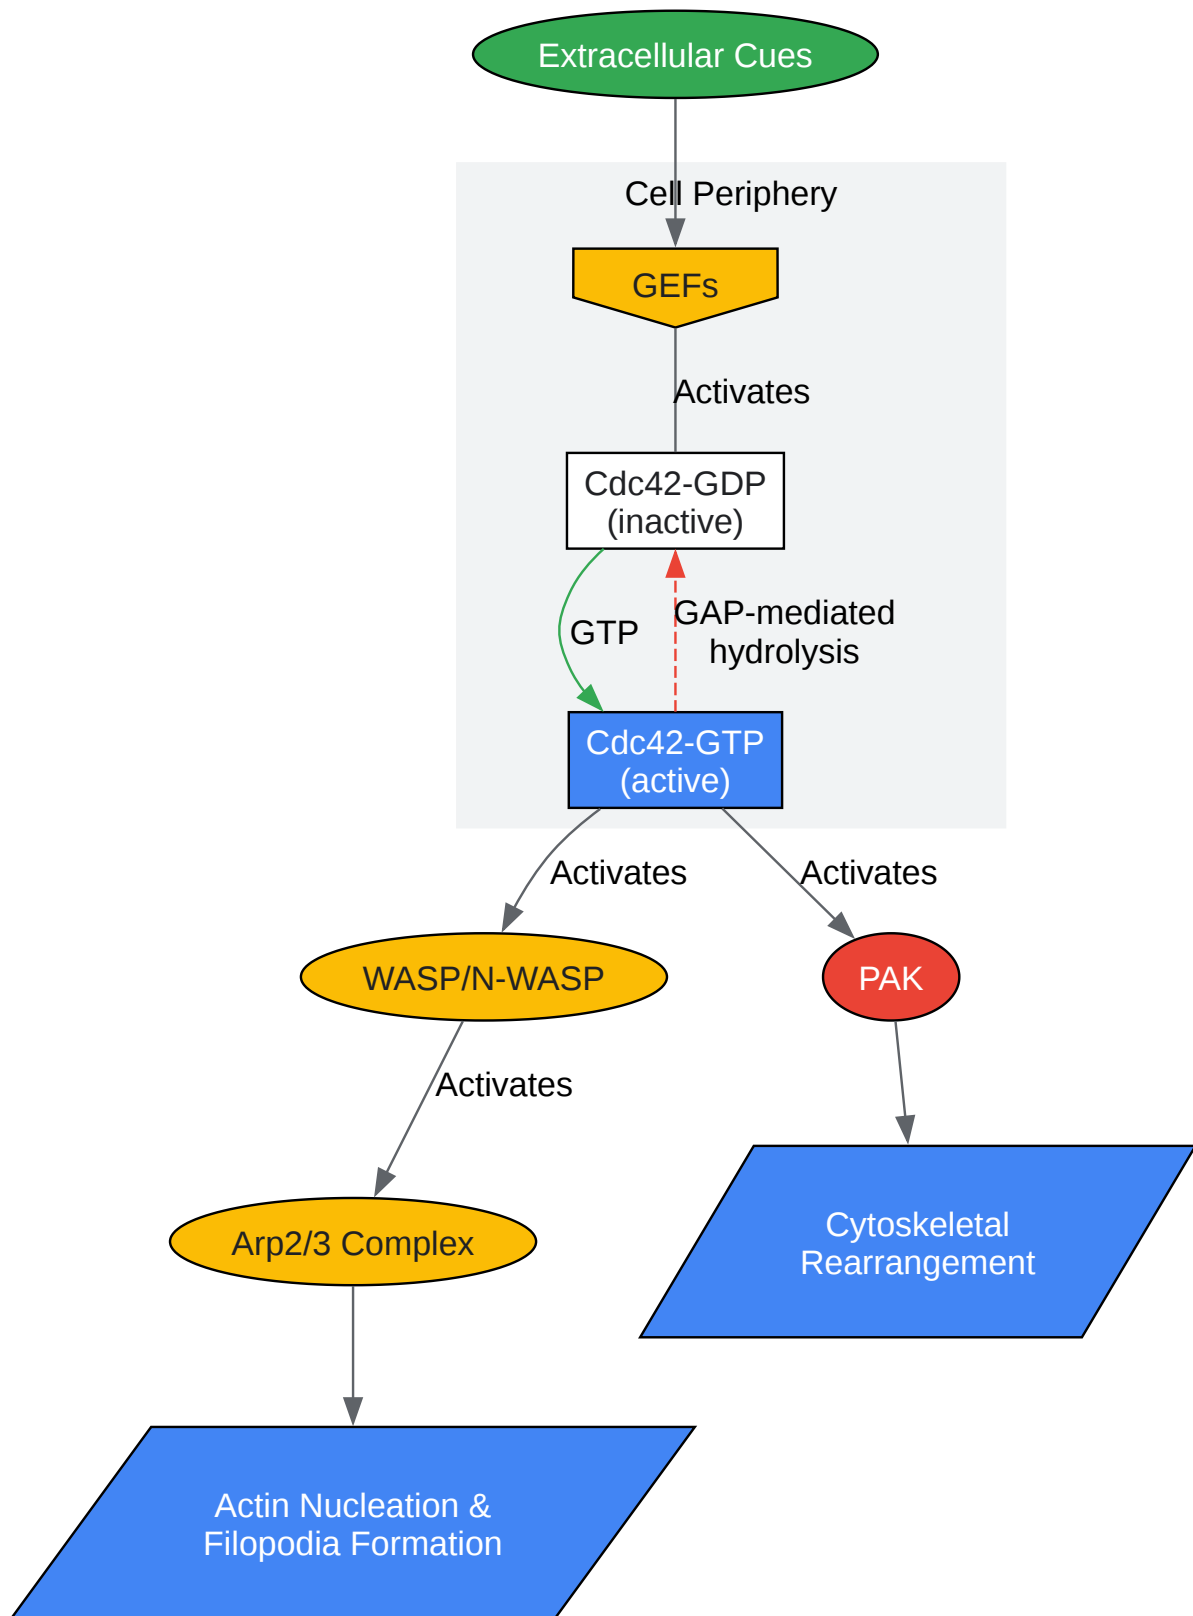 Extracellular Cues
Cell Periphery
GEFs
Activates
Cdc42-GDP
(inactive)
GTP
GAP-mediated
hydrolysis
Cdc42-GTP
(active)
Activates
Activates
WASP/N-WASP
PAK
Activates
Arp2/3 Complex
Cytoskeletal
Rearrangement
Actin Nucleation &
Filopodia Formation